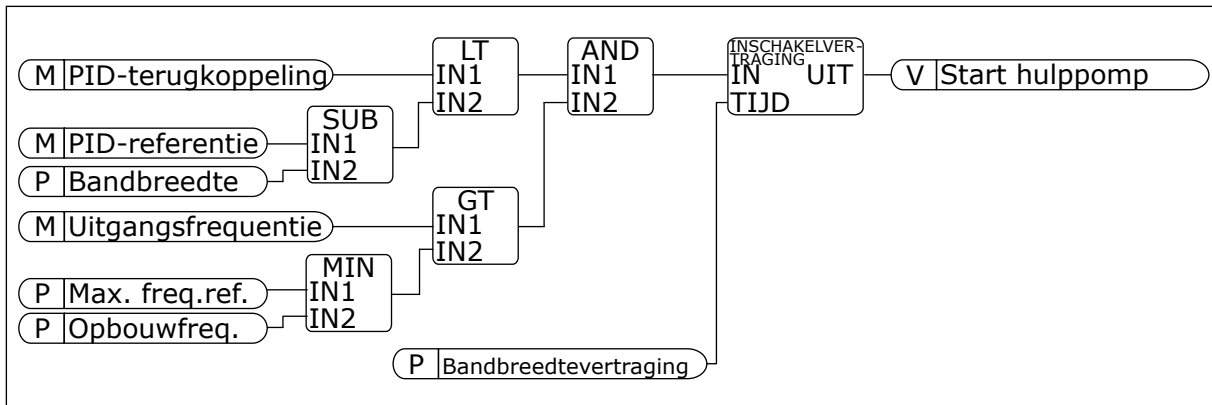 LT
AND
INSCHAKELVER-
TRAGING
M PID-terugkoppeling
IN1
IN1
IN UIT
V Start hulppomp
IN2
IN2
TIJD
SUB
M PID-referentie
IN1
IN2
P Bandbreedte
GT
M Uitgangsfrequentie
IN1
IN2
MIN
P Max. freq.ref.
IN1
IN2
P Opbouwfreq.
P Bandbreedtevertraging